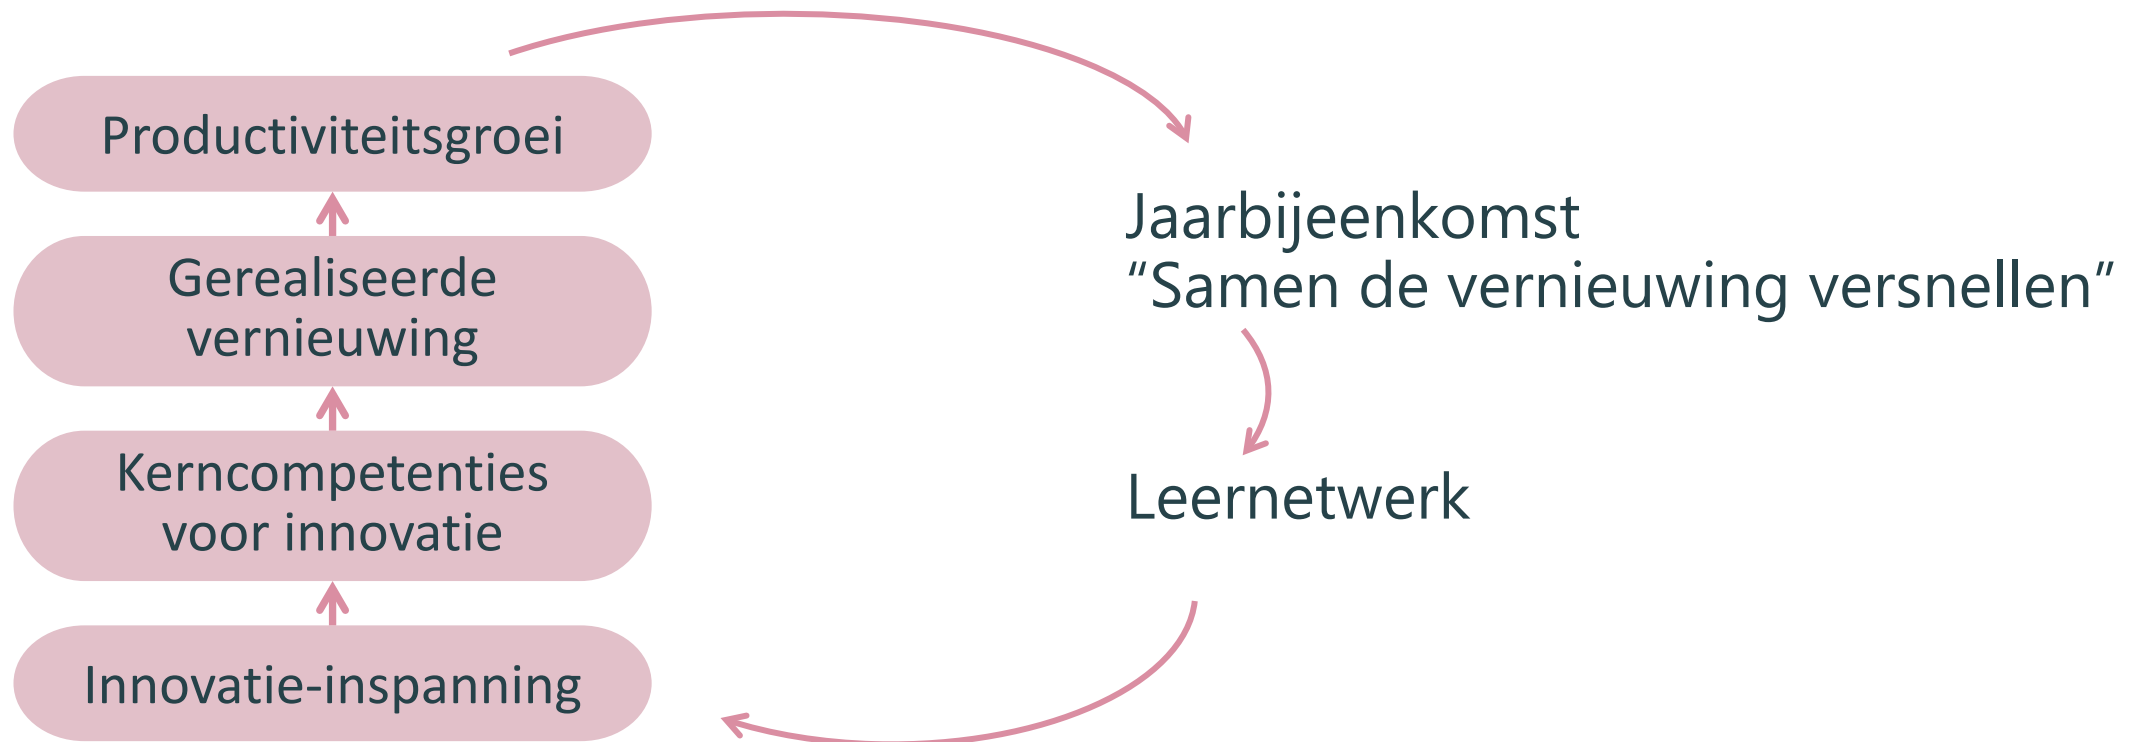 Productiviteitsgroei
Gerealiseerde
vernieuwing
Kerncompetenties
voor innovatie
Innovatie-inspanning
Jaarbijeenkomst
“Samen de vernieuwing versnellen”
Leernetwerk